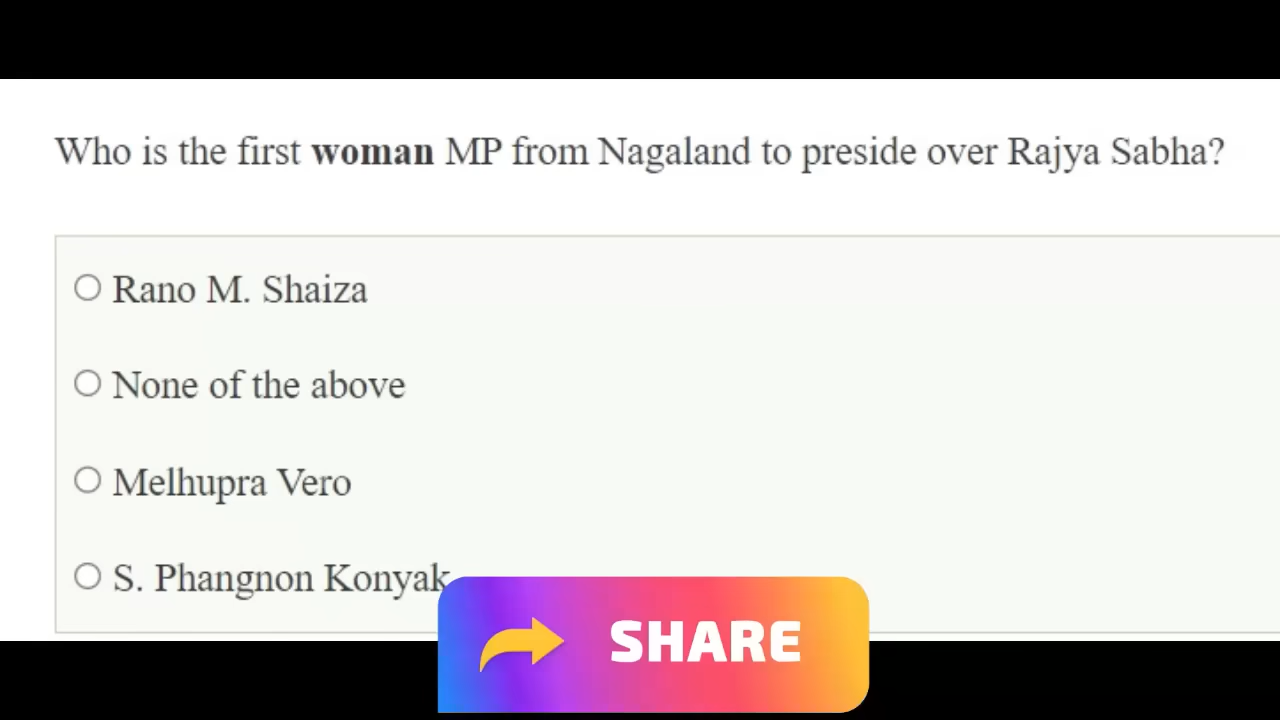 Who is the first woman MP from Nagaland to preside over Rajya Sabha?
Rano M. Shaiza
None of the above
Melhupra Vero
S. Phangnon Konyak
SHARE